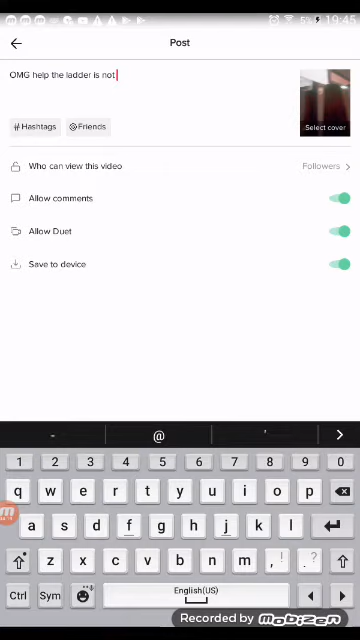 5% 19:45
Post
OMG help the ladder is not
Select cover
# Hashtags @ Friends
Who can view this video Followers
Allow comments
Allow Duet
Save to device
- @ '
1 2 3 4 5 6 7 8 9 0
q w e r t y u i o p
a s d f g h j k l
z x c v b n m , ! . ?
Ctrl Sym English(US)
Recorded by mobizen